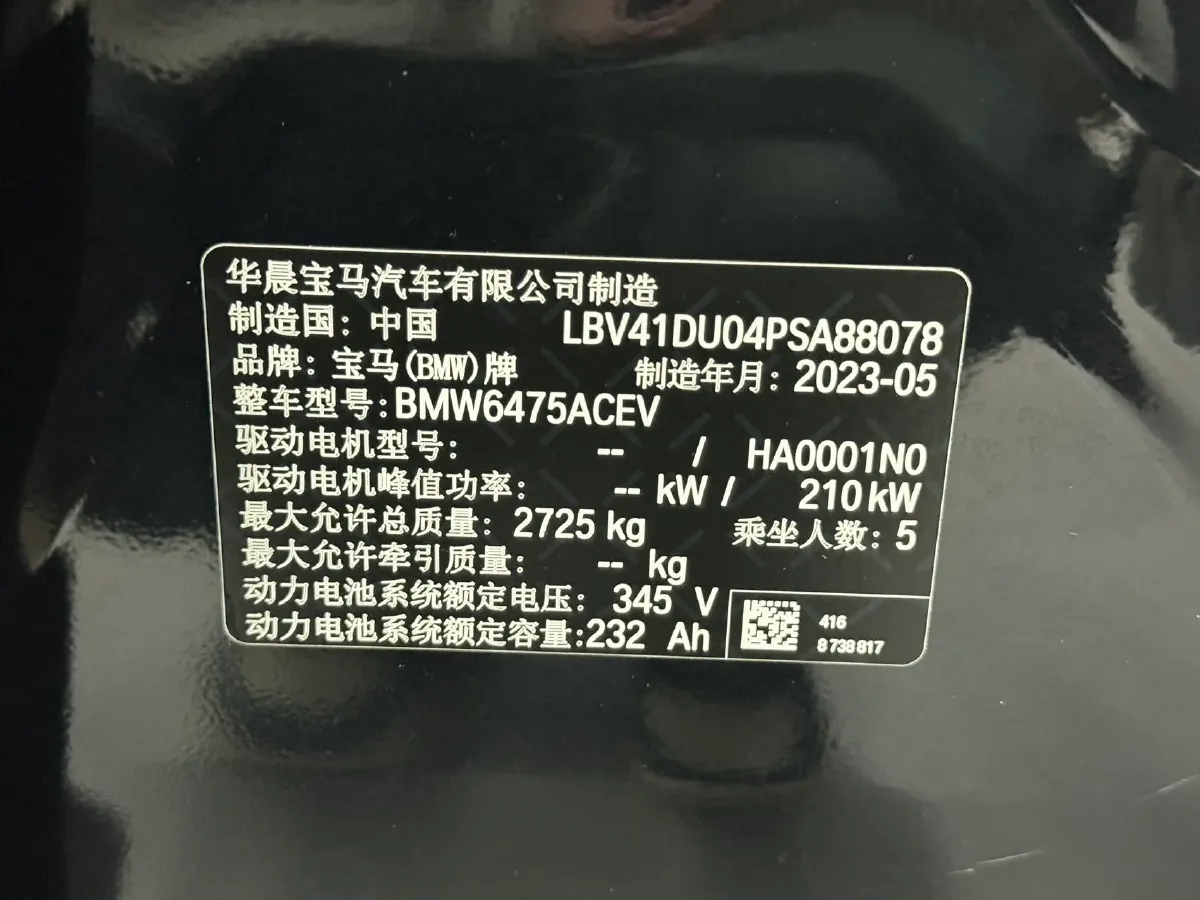 华晨宝马汽车有限公司制造
制造国：中国 LBV41DU04PSA88078
品牌：宝马(BMW)牌 制造年月：2023-05
整车型号:BMW6475ACEV
驱动电机型号： -- / HA0001N0
驱动电机峰值功率： -- kW / 210 kW
最大允许总质量：2725 kg 乘坐人数：5
最大允许牵引质量： -- kg
动力电池系统额定电压： 345 V
动力电池系统额定容量:232 Ah
416
8738817